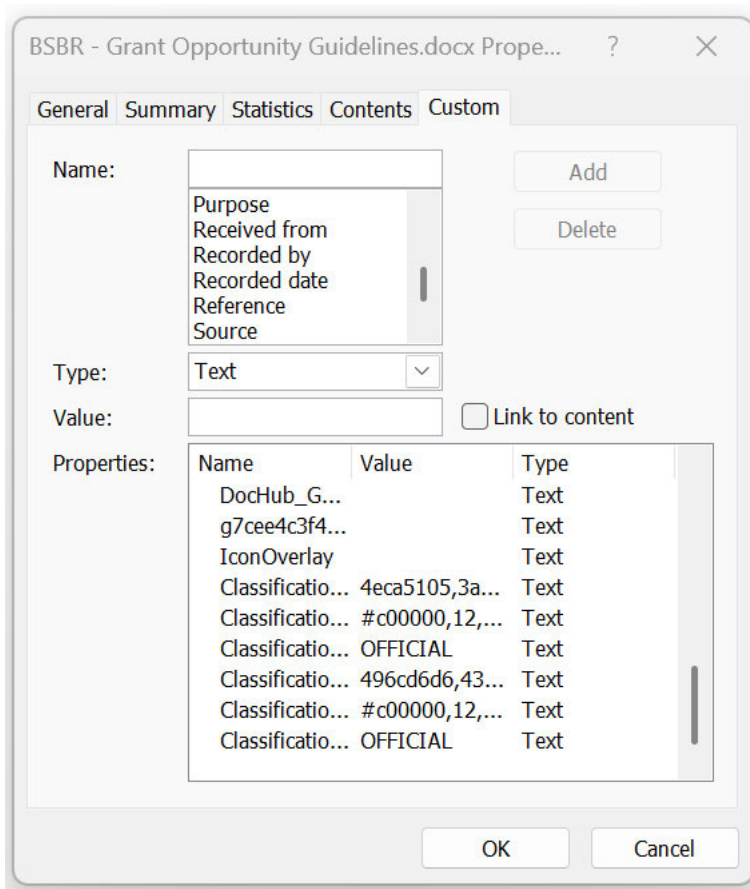 BSBR - Grant Opportunity Guidelines.docx Prope... ?
General Summary Statistics Contents Custom
Name:
Add
Purpose
Received from
Delete
Recorded by
Recorded date
Reference
Source
Type: Text
Value: Link to content
Properties: Name Value Type
DocHub_G... Text
g7cee4c3f4... Text
IconOverlay Text
Classificatio... 4eca5105,3a... Text
Classificatio... #c00000,12,... Text
Classificatio... OFFICIAL Text
Classificatio... 496cd6d6,43... Text
Classificatio... #c00000,12,... Text
Classificatio... OFFICIAL Text
OK Cancel